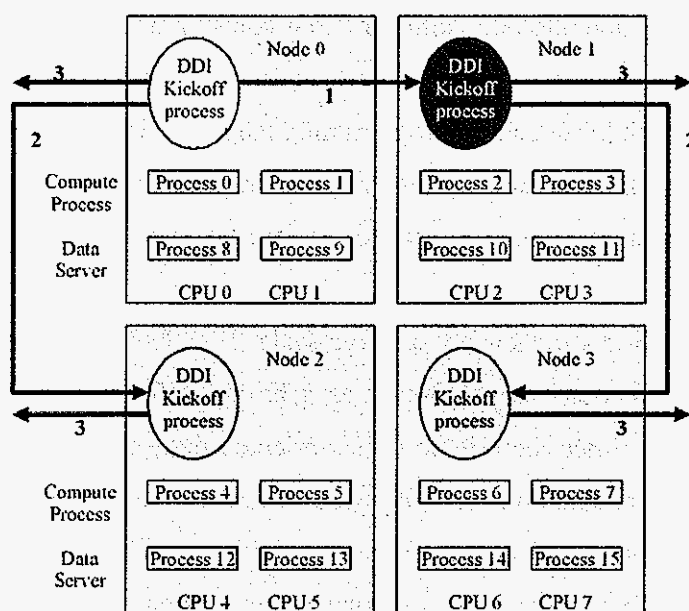 Node 0
DDI
Kickoff
process
Node 1
DDI
Kickoff
process
3
1
3
2
2
Compute
Process
Process 0
Process 1
Process 2
Process 3
Data
Server
Process 8
Process 9
Process 10
Process 11
CPU 0
CPU 1
CPU 2
CPU 3
Node 2
DDI
Kickoff
process
Node 3
DDI
Kickoff
process
3
3
Compute
Process
Process 4
Process 5
Process 6
Process 7
Data
Server
Process 12
Process 13
Process 14
Process 15
CPU 4
CPU 5
CPU 6
CPU 7